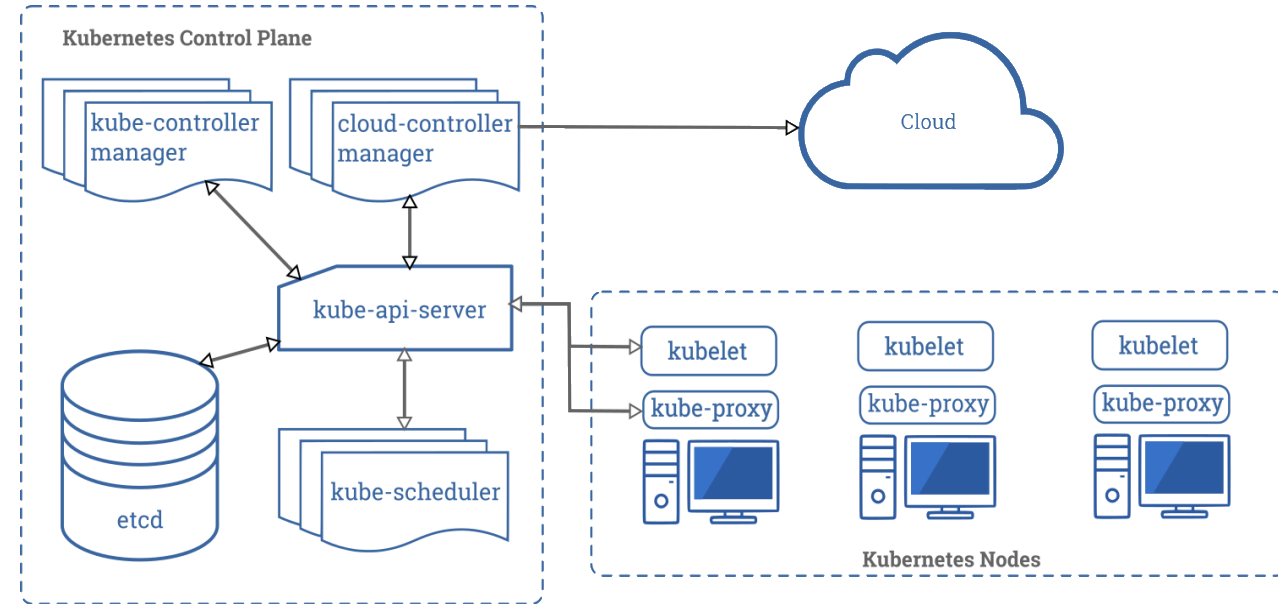 Kubernetes Control Plane
kube-controller
manager
cloud-controller
manager
Cloud
kube-api-server
kubelet
kubelet
kubelet
kube-proxy
kube-proxy
kube-proxy
etcd
kube-scheduler
Kubernetes Nodes